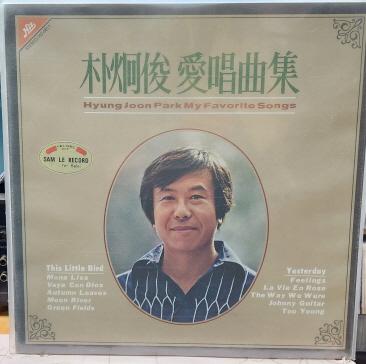 Hit
朴炯俊 愛唱曲集
Hyung Joon Park My Favorite Songs
SAM LE RECORD
This Little Bird
Mona Lisa
Vaya Con Dios
Autumn Leaves
Moon River
Green Fields
Yesterday
Feelings
La Vie En Rose
The Way We Were
Johnny Guitar
Too Young